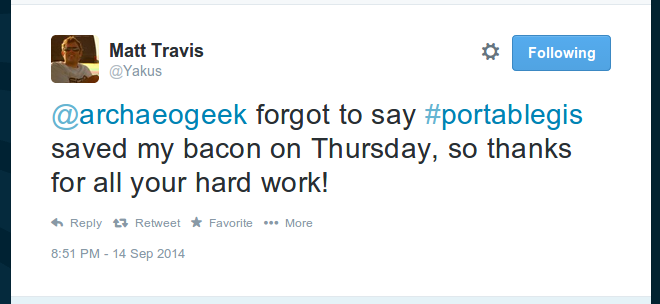 Matt Travis
@Yakus
Following
@archaeogeek forgot to say #portablegis
saved my bacon on Thursday, so thanks
for all your hard work!
Reply Retweet Favorite More
8:51 PM - 14 Sep 2014